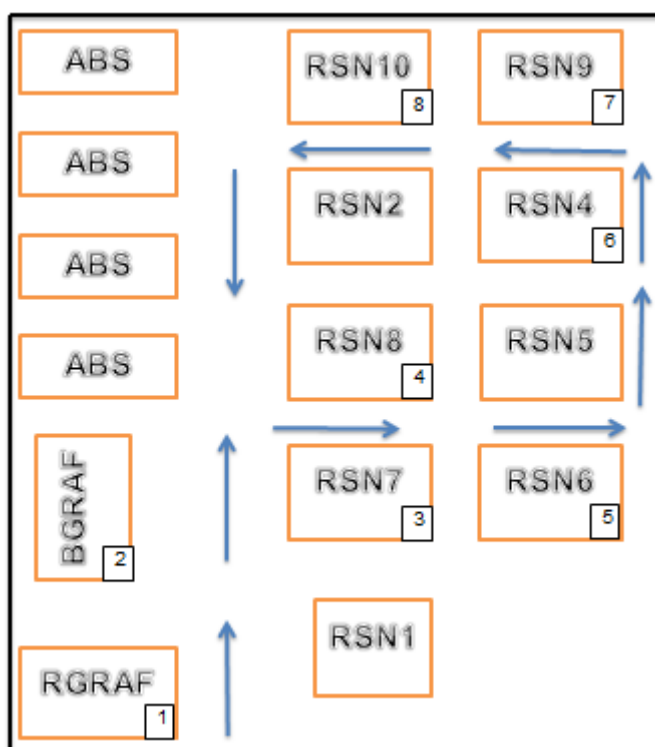 ABS
RSN10
8
RSN9
7
ABS
RSN2
RSN4
6
ABS
RSN8
4
RSN5
ABS
BGRAF
2
RSN7
3
RSN6
5
RSN1
RGRAF
1